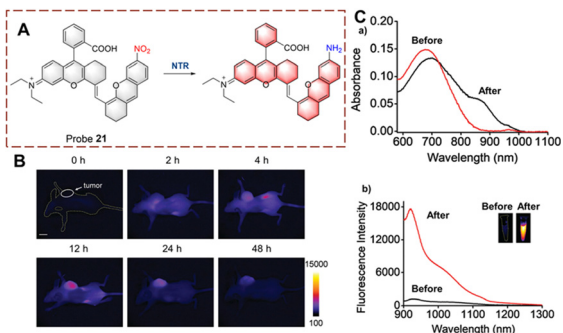 A
COOH
NO₂
O
O
N
+
Probe 21
NTR
COOH
NH₂
O
O
N
+
B
0 h
2 h
4 h
tumor
12 h
24 h
48 h
15000
100
C
a)
Absorbance
0.20
0.15
0.10
0.05
0.00
Before
After
600 700 800 900 1000 1100
Wavelength (nm)
b)
Fluorescence Intensity
18000
12000
6000
0
After
Before
Before After
900 1000 1100 1200 1300
Wavelength (nm)